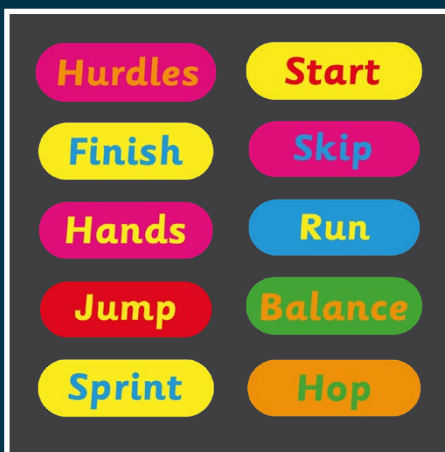 Hurdles
Start
Finish
Skip
Hands
Run
Jump
Balance
Sprint
Hop